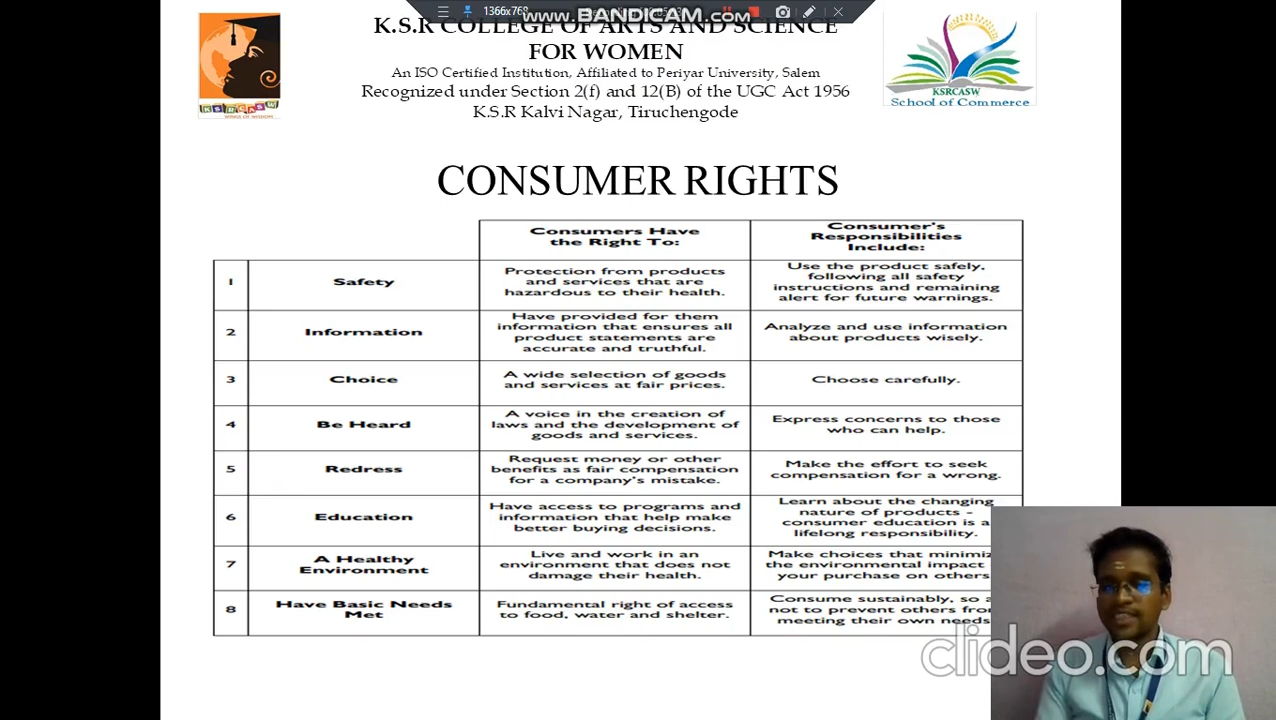 1366x768
www.BANDICAM.com
K.S.R COLLEGE OF ARTS AND SCIENCE
FOR WOMEN
An ISO Certified Institution, Affiliated to Periyar University, Salem
Recognized under Section 2(f) and 12(B) of the UGC Act 1956
K.S.R Kalvi Nagar, Tiruchengode
KSRCASW
WINGS OF WISDOM
KSRCASW
School of Commerce
CONSUMER RIGHTS
Consumers Have
the Right To:
Consumer's
Responsibilities
Include:
1
Safety
Protection from products
and services that are
hazardous to their health.
Use the product safely,
following all safety
instructions and remaining
alert for future warnings.
2
Information
Have provided for them
information that ensures all
product statements are
accurate and truthful.
Analyze and use information
about products wisely.
3
Choice
A wide selection of goods
and services at fair prices.
Choose carefully.
4
Be Heard
A voice in the creation of
laws and the development of
goods and services.
Express concerns to those
who can help.
5
Redress
Request money or other
benefits as fair compensation
for a company's mistake.
Make the effort to seek
compensation for a wrong.
6
Education
Have access to programs and
information that help make
better buying decisions.
Learn about the changing
nature of products -
consumer education is a
lifelong responsibility.
7
A Healthy
Environment
Live and work in an
environment that does not
damage their health.
Make choices that minimiz
the environmental impact
your purchase on others
8
Have Basic Needs
Met
Fundamental right of access
to food, water and shelter.
Consume sustainably, so a
not to prevent others from
meeting their own needs
clideo.com